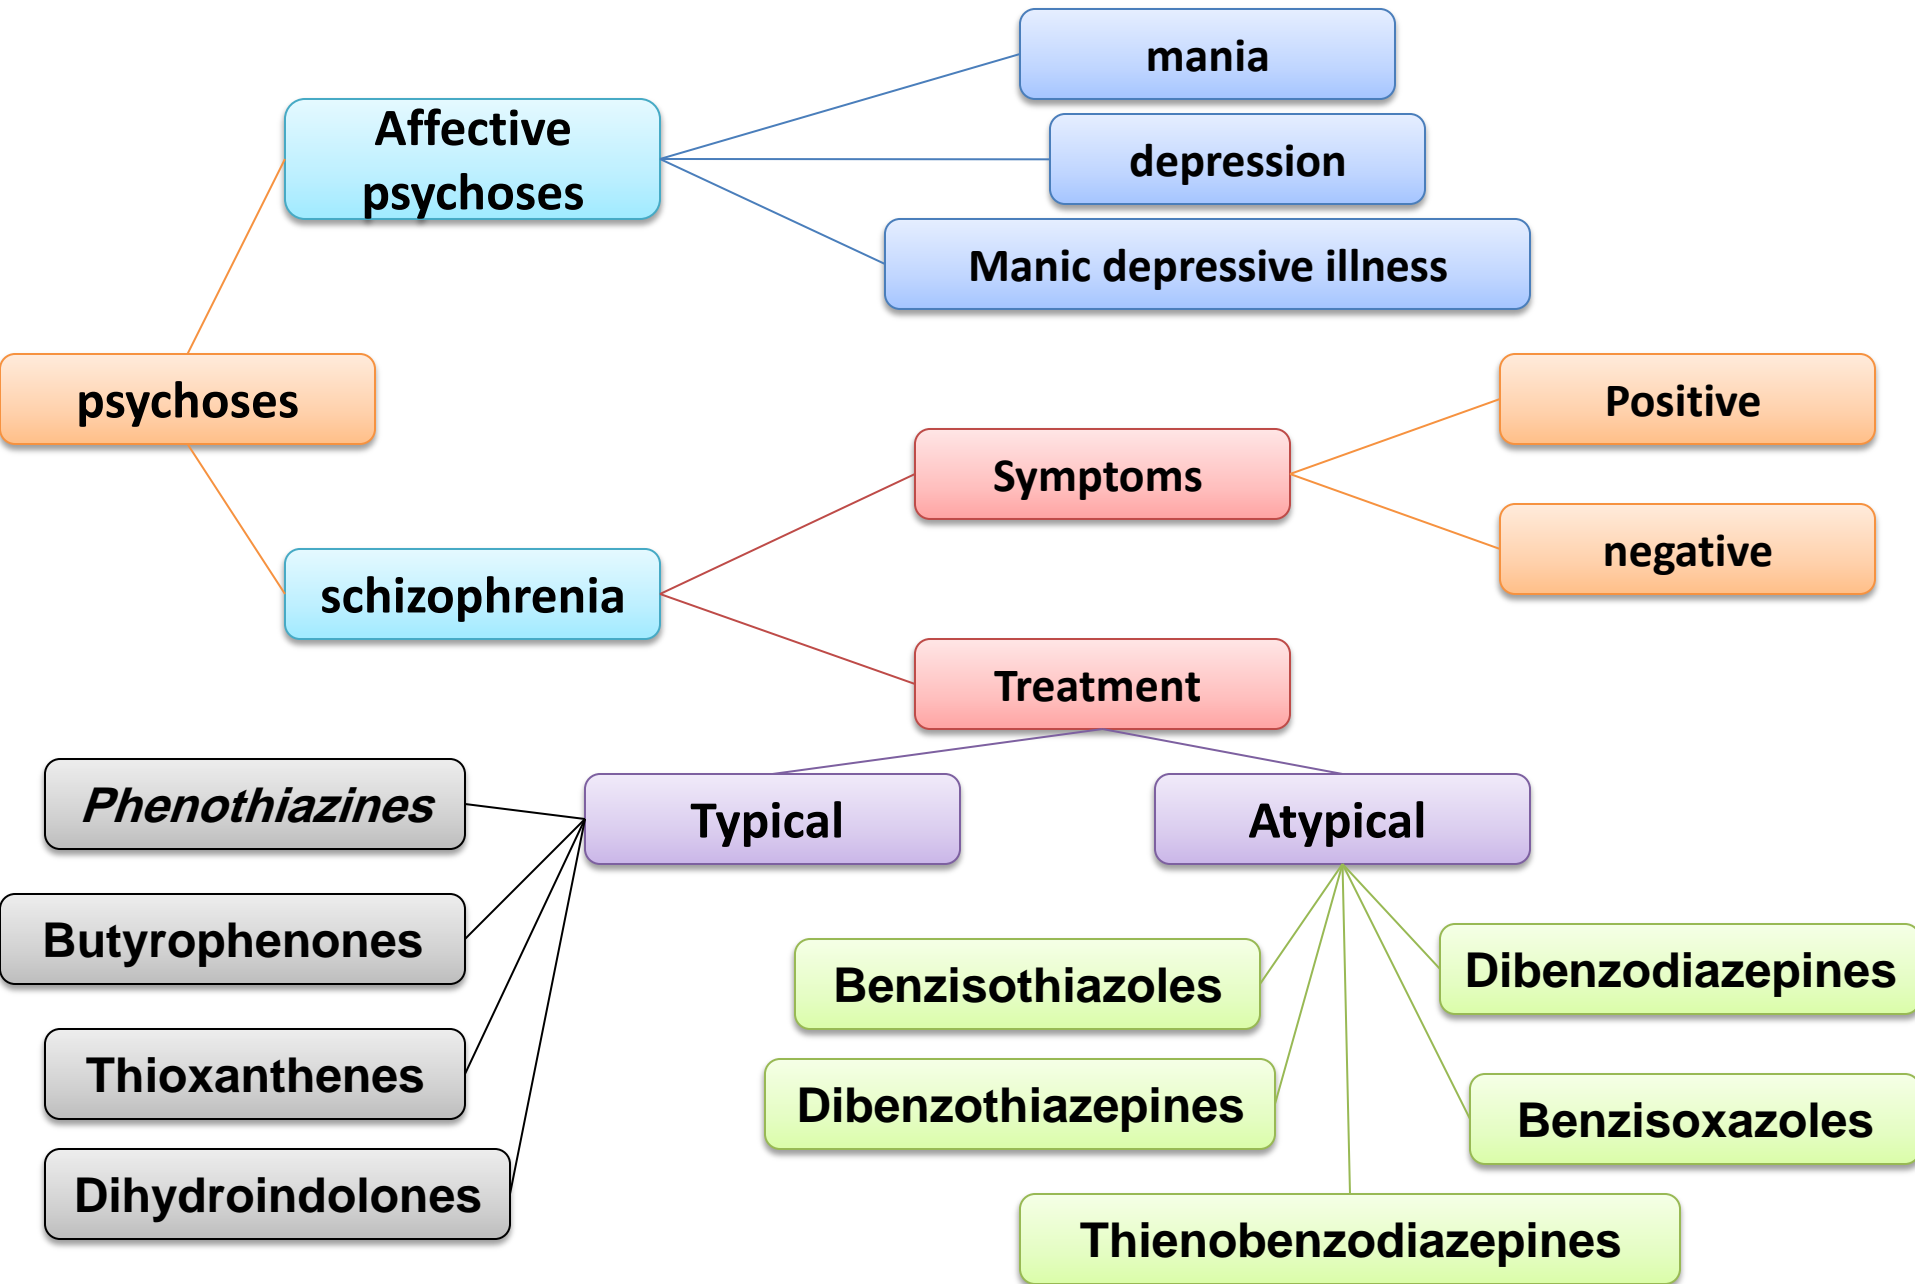 mania
Affective
psychoses
depression
Manic depressive illness
psychoses
Positive
Symptoms
negative
schizophrenia
Treatment
Phenothiazines
Typical
Atypical
Butyrophenones
Benzisothiazoles
Dibenzodiazepines
Thioxanthenes
Dibenzothiazepines
Benzisoxazoles
Dihydroindolones
Thienobenzodiazepines